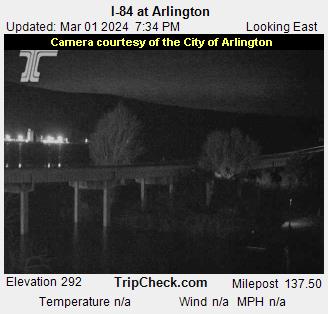 I-84 at Arlington
Updated: Mar 01 2024 7:34 PM Looking East
Camera courtesy of the City of Arlington
Elevation 292 TripCheck.com Milepost 137.50
Temperature n/a Wind n/a MPH n/a